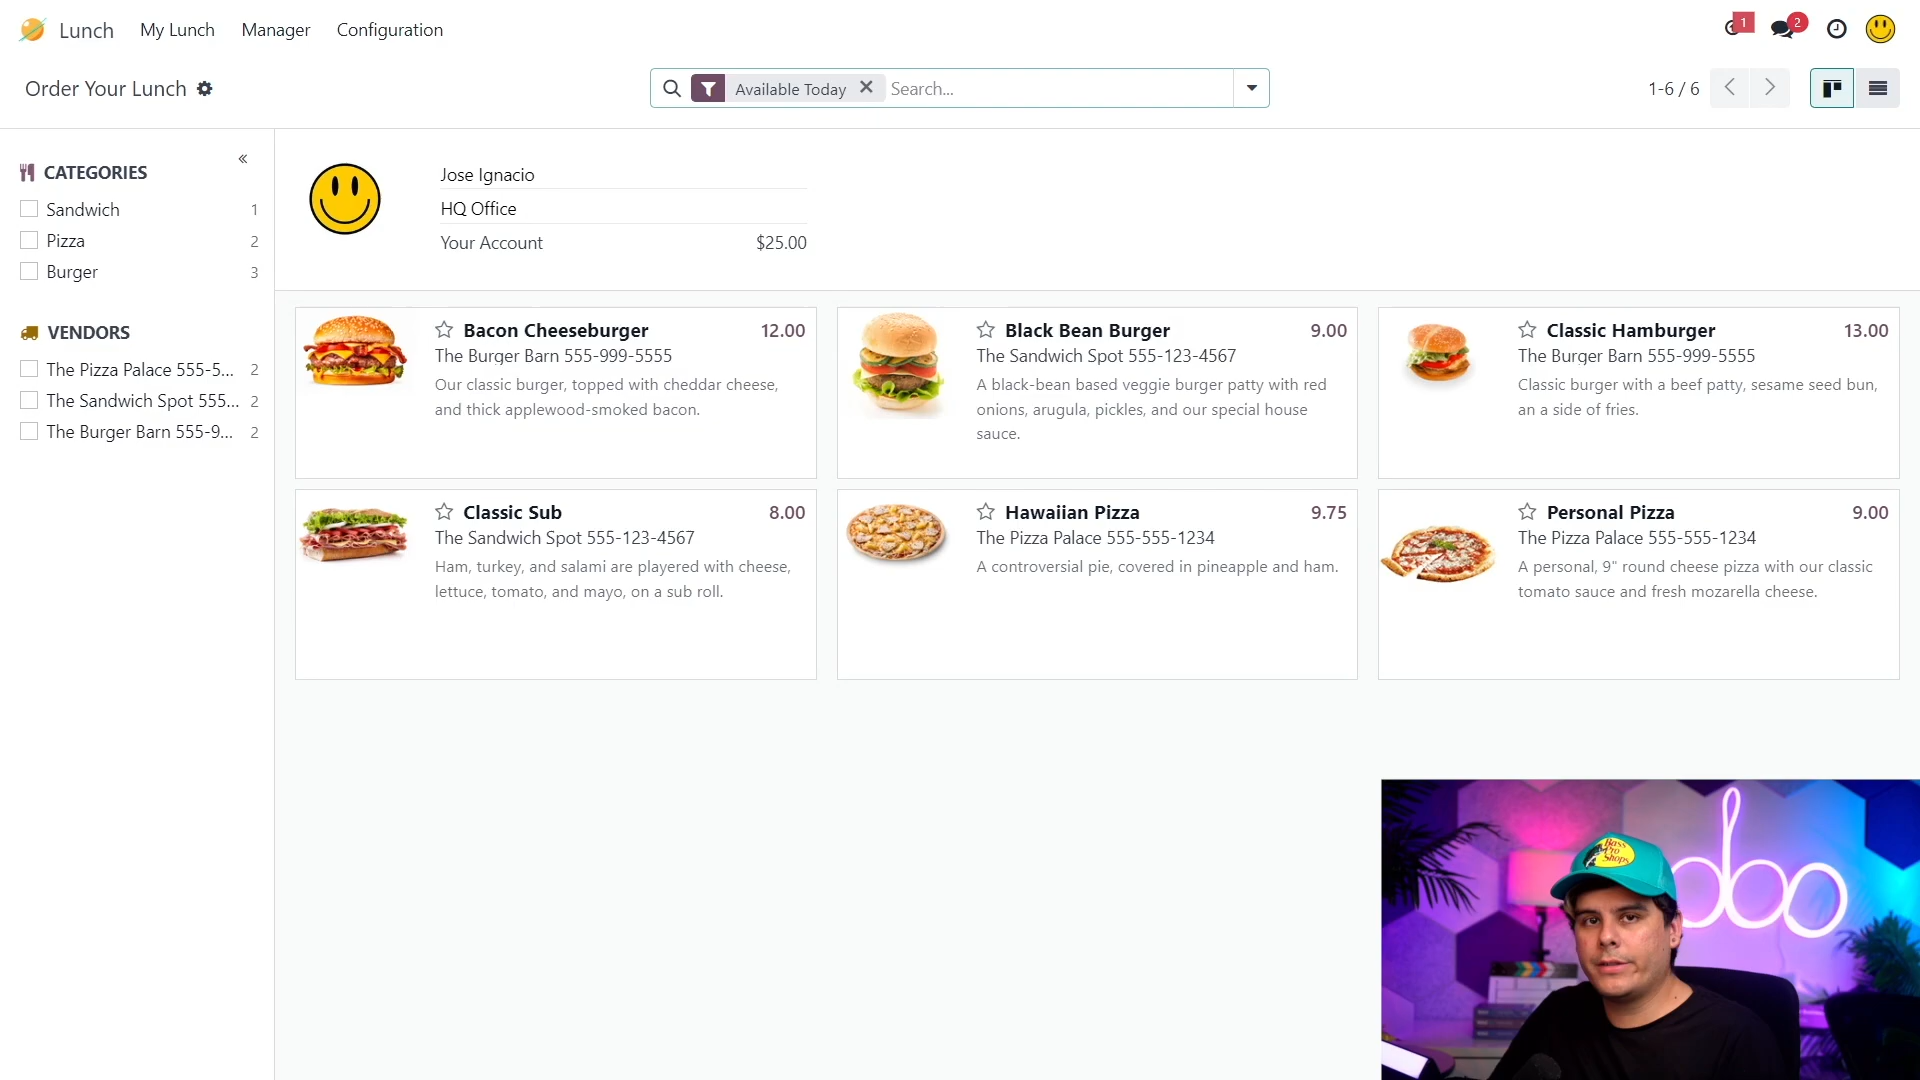 Lunch My Lunch Manager Configuration 1 2
Order Your Lunch Available Today Search... 1-6 / 6
CATEGORIES
Sandwich 1
Pizza 2
Burger 3
VENDORS
The Pizza Palace 555-5... 2
The Sandwich Spot 555... 2
The Burger Barn 555-9... 2
Jose Ignacio
HQ Office
Your Account $25.00
Bacon Cheeseburger 12.00
The Burger Barn 555-999-5555
Our classic burger, topped with cheddar cheese,
and thick applewood-smoked bacon.
Black Bean Burger 9.00
The Sandwich Spot 555-123-4567
A black-bean based veggie burger patty with red
onions, arugula, pickles, and our special house
sauce.
Classic Hamburger 13.00
The Burger Barn 555-999-5555
Classic burger with a beef patty, sesame seed bun,
an a side of fries.
Classic Sub 8.00
The Sandwich Spot 555-123-4567
Ham, turkey, and salami are playered with cheese,
lettuce, tomato, and mayo, on a sub roll.
Hawaiian Pizza 9.75
The Pizza Palace 555-555-1234
A controversial pie, covered in pineapple and ham.
Personal Pizza 9.00
The Pizza Palace 555-555-1234
A personal, 9" round cheese pizza with our classic
tomato sauce and fresh mozarella cheese.
Bass
Pro
Shops